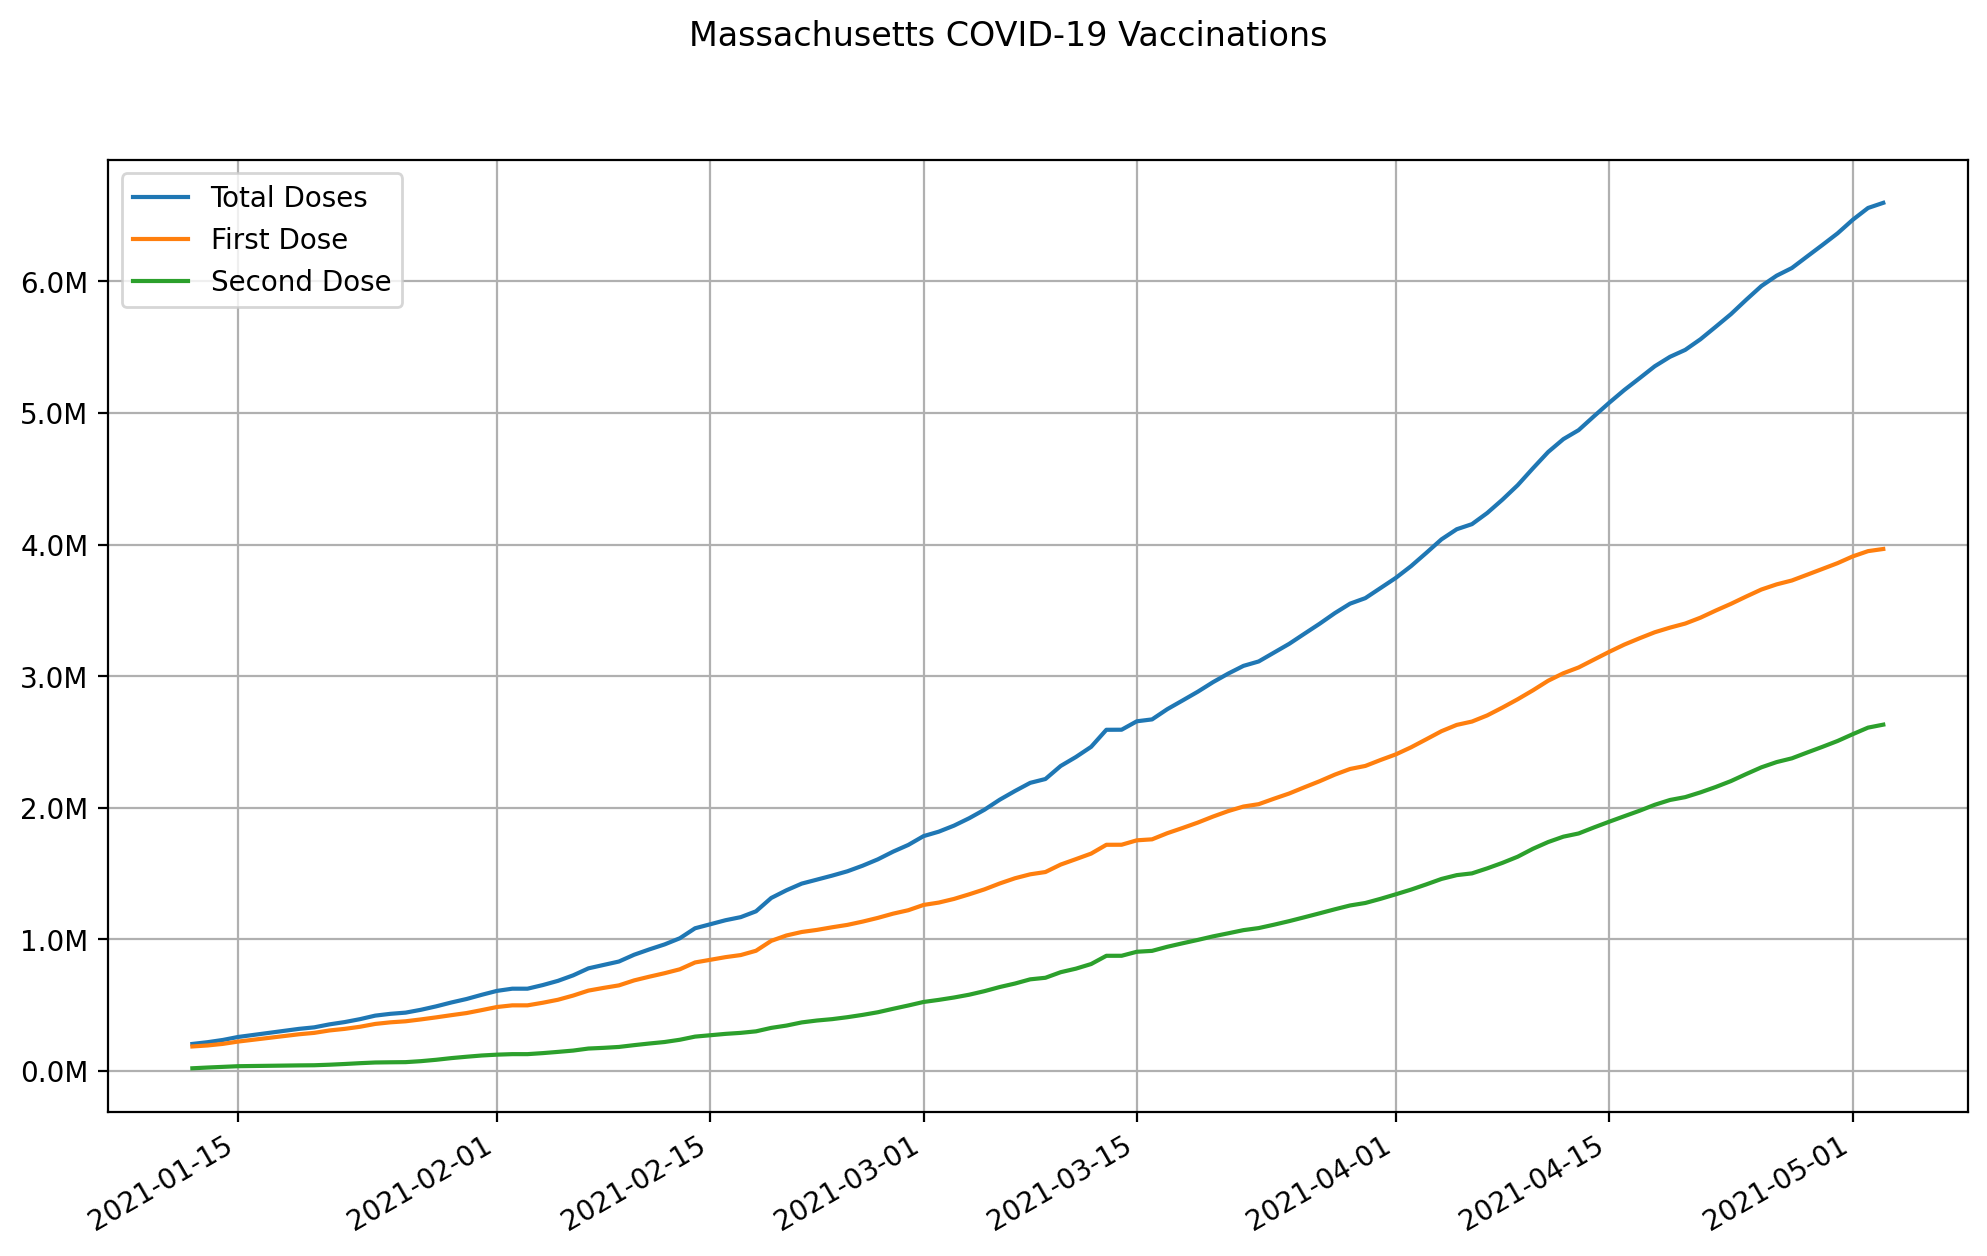 Massachusetts COVID-19 Vaccinations
Total Doses
First Dose
Second Dose
6.0M
5.0M
4.0M
3.0M
2.0M
1.0M
0.0M
2021-01-15
2021-02-01
2021-02-15
2021-03-01
2021-03-15
2021-04-01
2021-04-15
2021-05-01